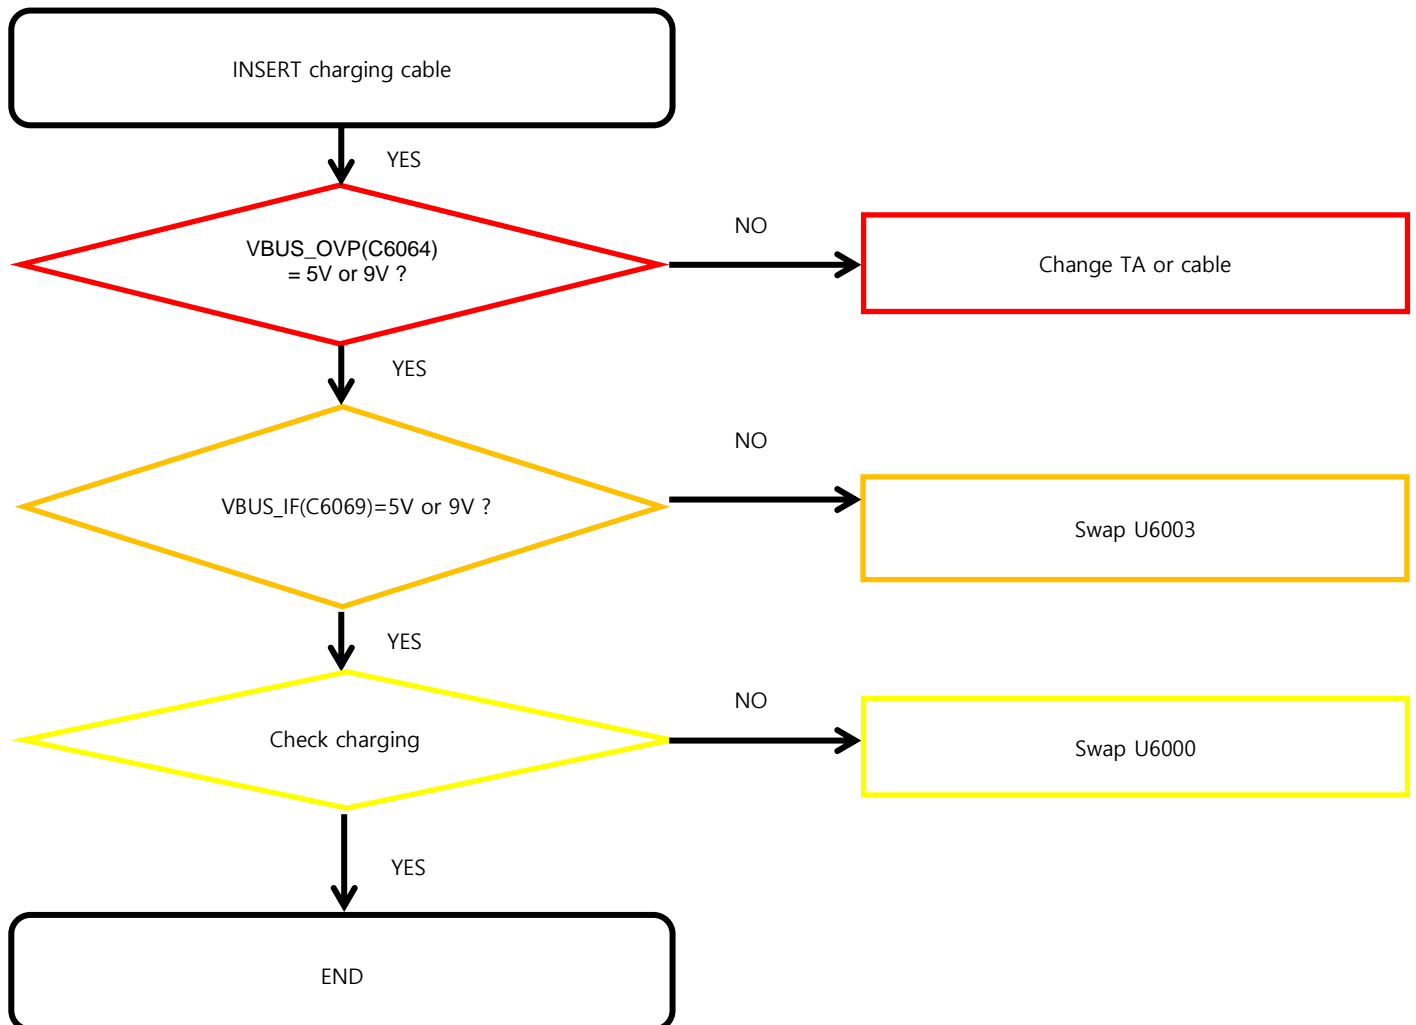 INSERT charging cable
YES
VBUS_OVP(C6064)
= 5V or 9V ?
NO
Change TA or cable
YES
VBUS_IF(C6069)=5V or 9V ?
NO
Swap U6003
YES
Check charging
NO
Swap U6000
YES
END